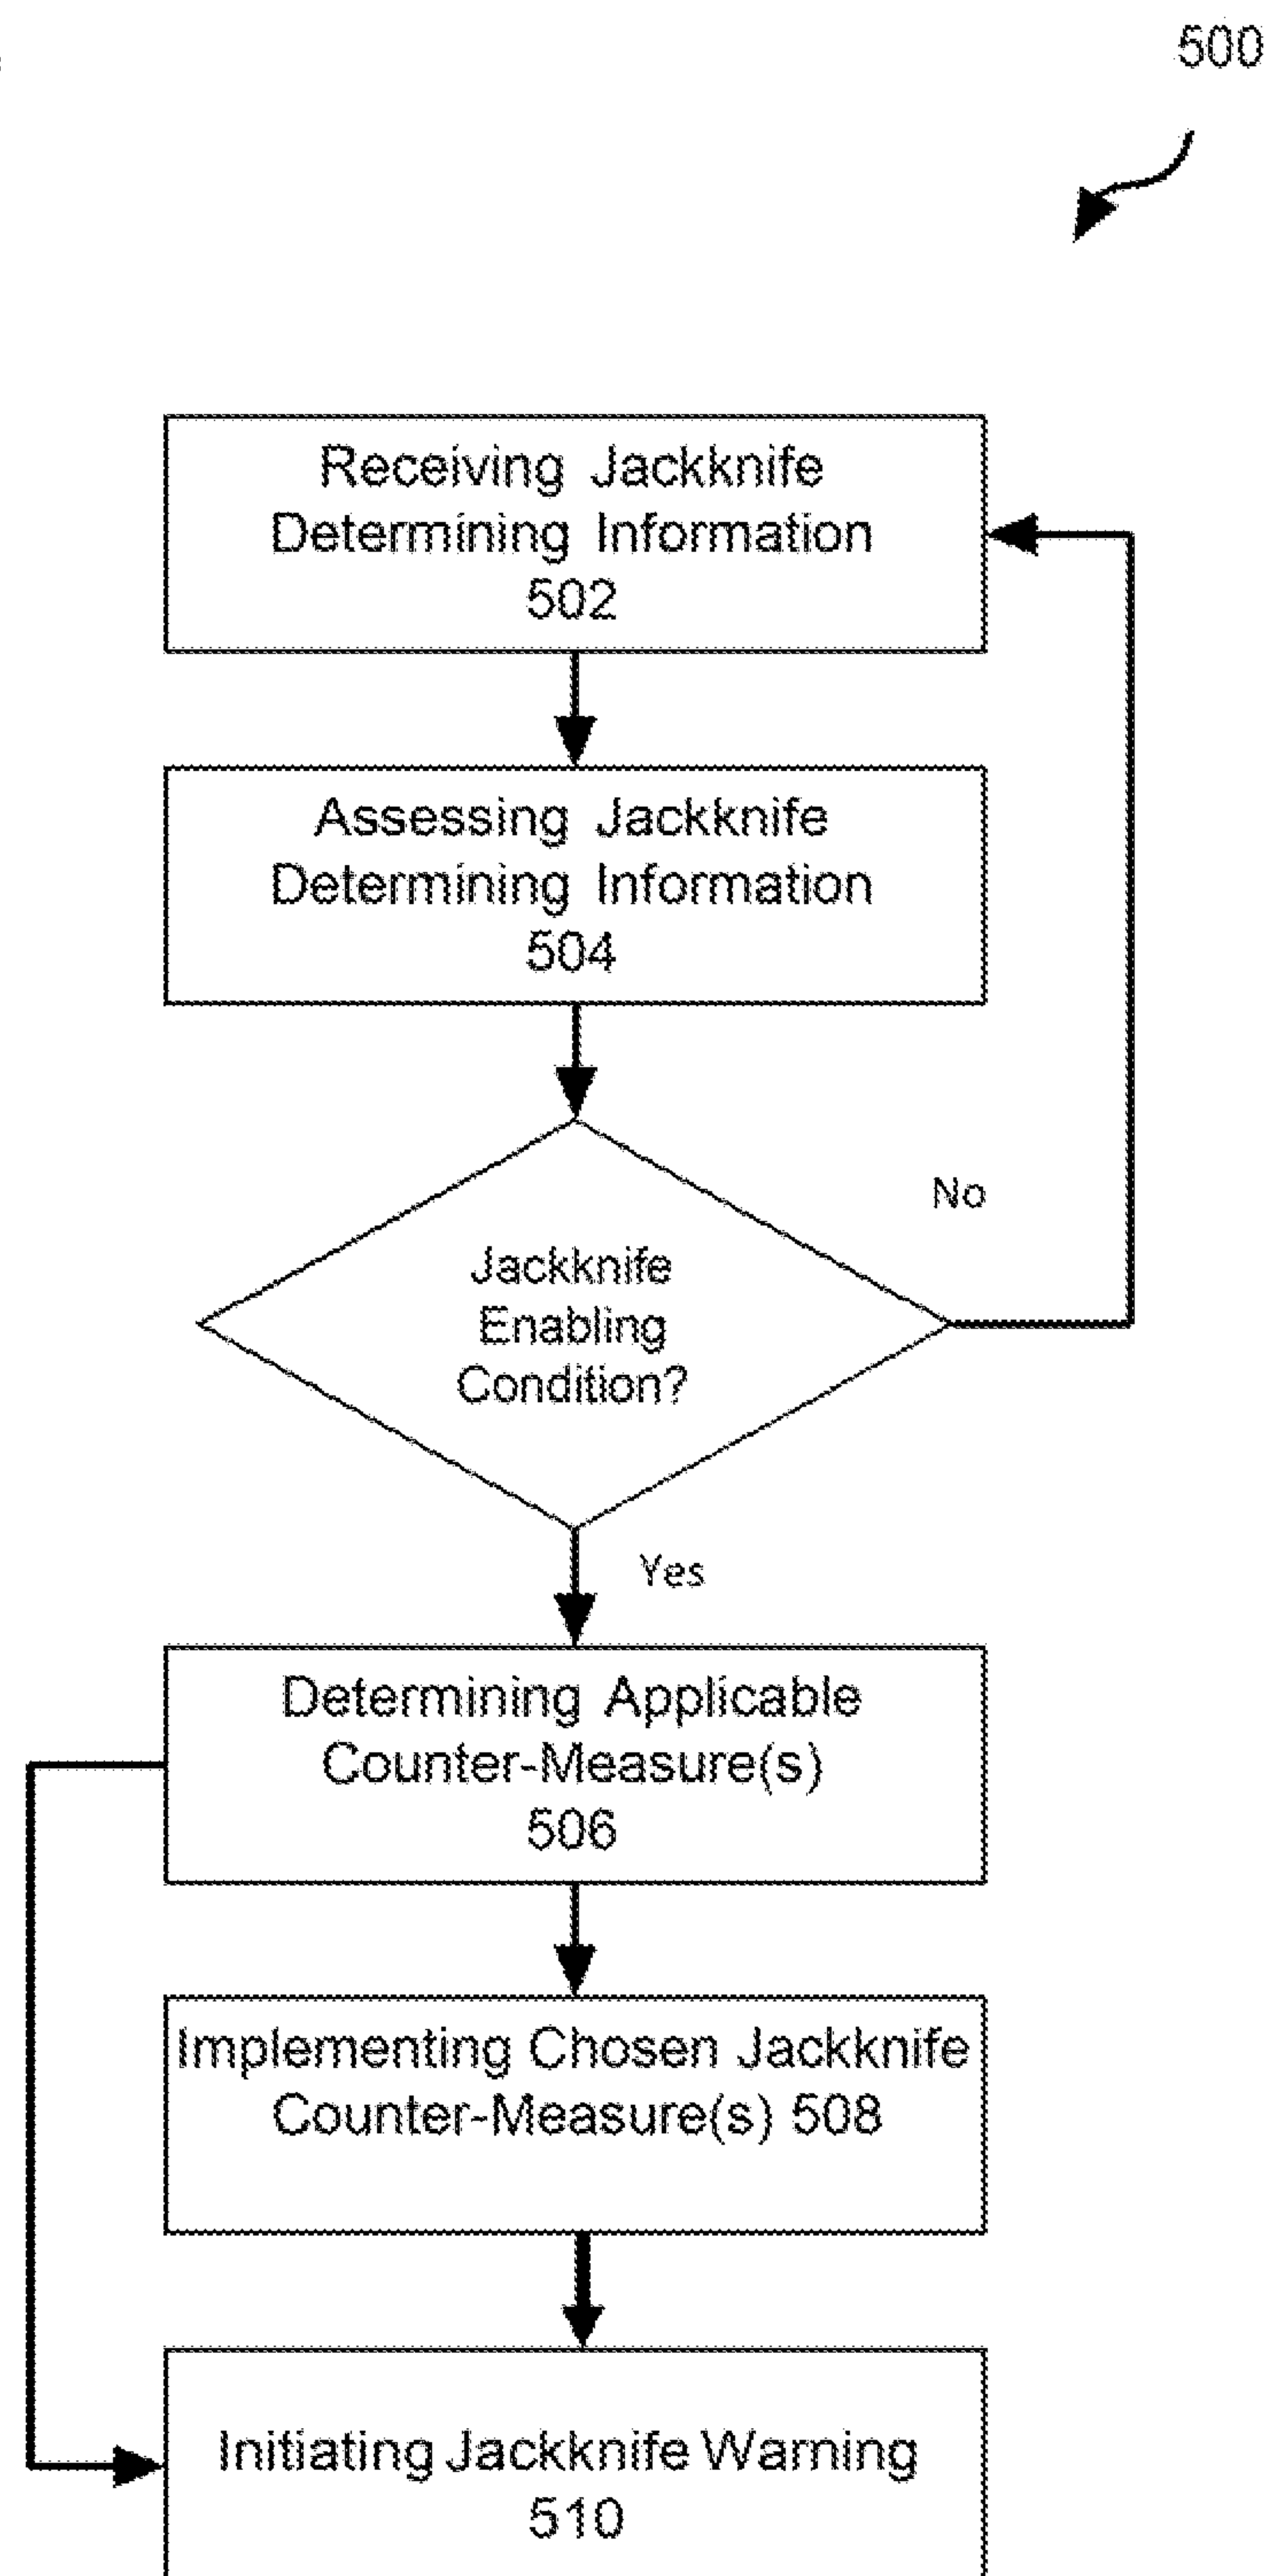 500
Receiving Jackknife
Determining Information
502
Assessing Jackknife
Determining Information
504
No
Jackknife
Enabling
Condition?
Yes
Determining Applicable
Counter-Measure(s)
506
Implementing Chosen Jackknife
Counter-Measure(s) 508
Initiating Jackknife Warning
510